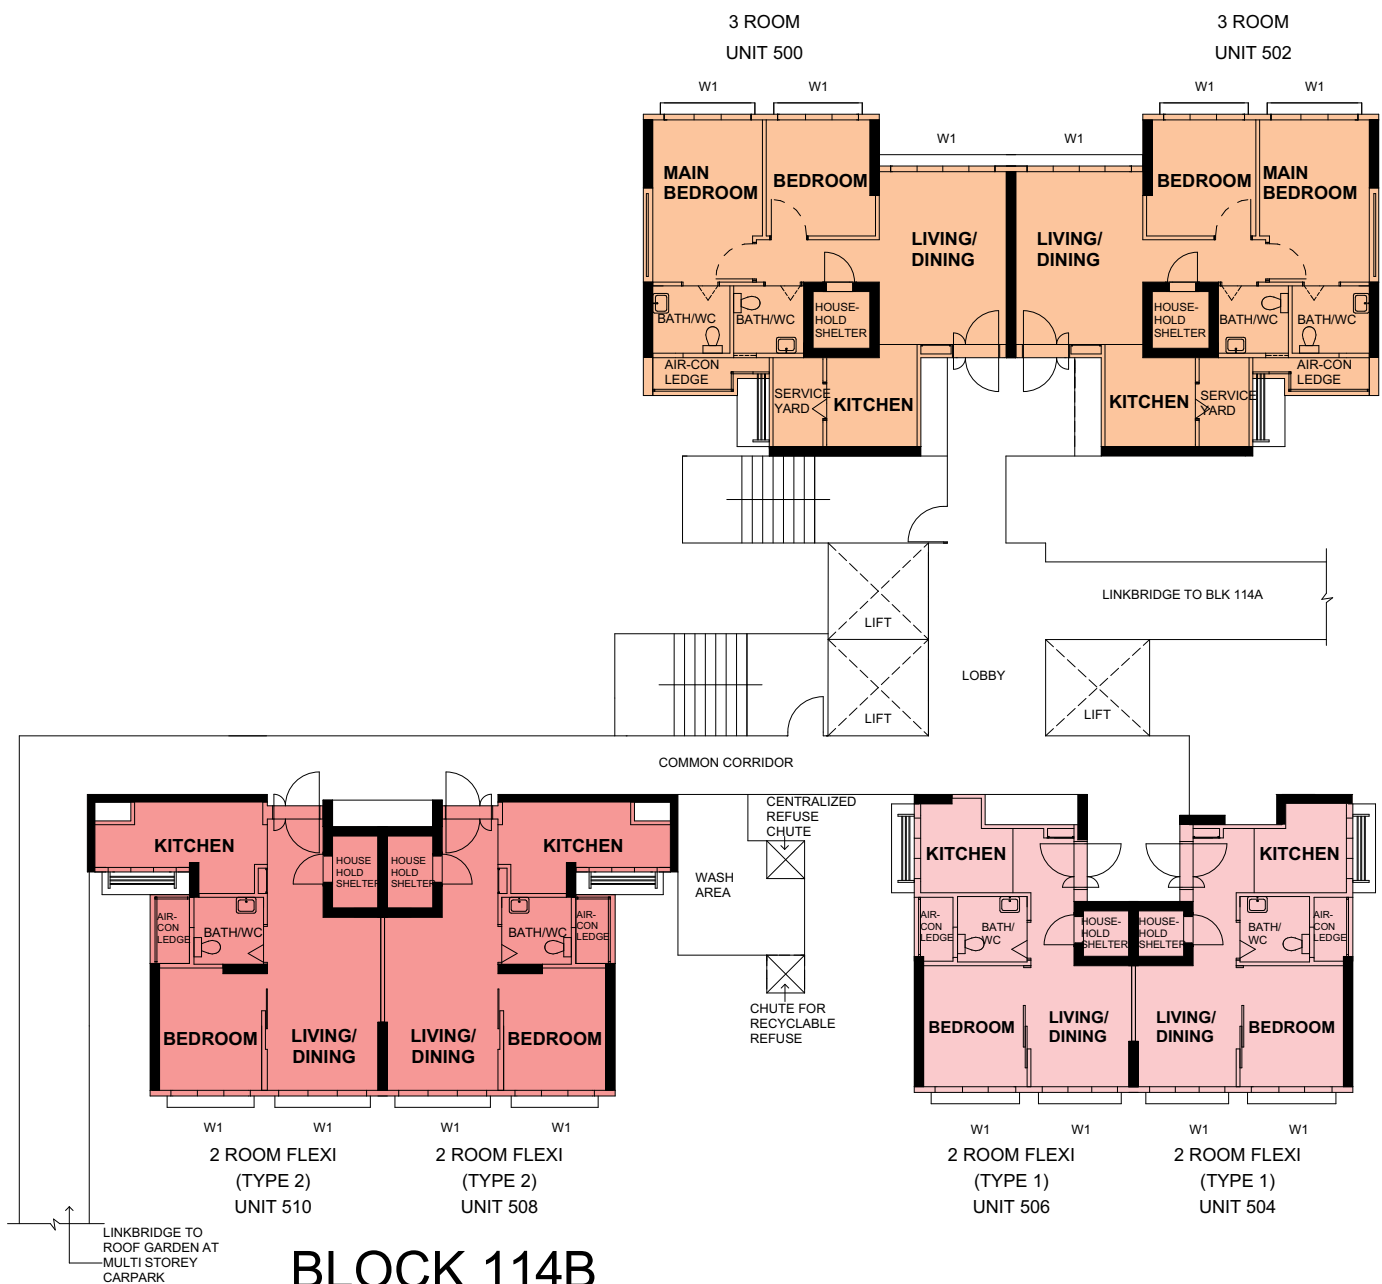 3 ROOM
UNIT 500
3 ROOM
UNIT 502
W1
W1
W1
W1
W1
W1
MAIN
BEDROOM
BEDROOM
LIVING/
DINING
LIVING/
DINING
BEDROOM
MAIN
BEDROOM
BATH/WC
BATH/WC
HOUSE-
HOLD
SHELTER
HOUSE-
HOLD
SHELTER
BATH/WC
BATH/WC
AIR-CON
LEDGE
SERVICE
YARD
KITCHEN
KITCHEN
SERVICE
YARD
AIR-CON
LEDGE
LINKBRIDGE TO BLK 114A
LIFT
LOBBY
LIFT
LIFT
COMMON CORRIDOR
KITCHEN
HOUSE
HOLD
SHELTER
HOUSE
HOLD
SHELTER
KITCHEN
CENTRALIZED
REFUSE
CHUTE
WASH
AREA
KITCHEN
KITCHEN
AIR-
CON
LEDGE
BATH/WC
BATH/WC
AIR-
CON
LEDGE
AIR-
CON
LEDGE
BATH/
WC
HOUSE-
HOLD
SHELTER
HOUSE-
HOLD
SHELTER
BATH/
WC
AIR-
CON
LEDGE
BEDROOM
LIVING/
DINING
LIVING/
DINING
BEDROOM
CHUTE FOR
RECYCLABLE
REFUSE
BEDROOM
LIVING/
DINING
LIVING/
DINING
BEDROOM
W1
W1
W1
W1
W1
W1
W1
W1
2 ROOM FLEXI
(TYPE 2)
UNIT 510
2 ROOM FLEXI
(TYPE 2)
UNIT 508
2 ROOM FLEXI
(TYPE 1)
UNIT 506
2 ROOM FLEXI
(TYPE 1)
UNIT 504
LINKBRIDGE TO
ROOF GARDEN AT
MULTI STOREY
CARPARK
BLOCK 114B